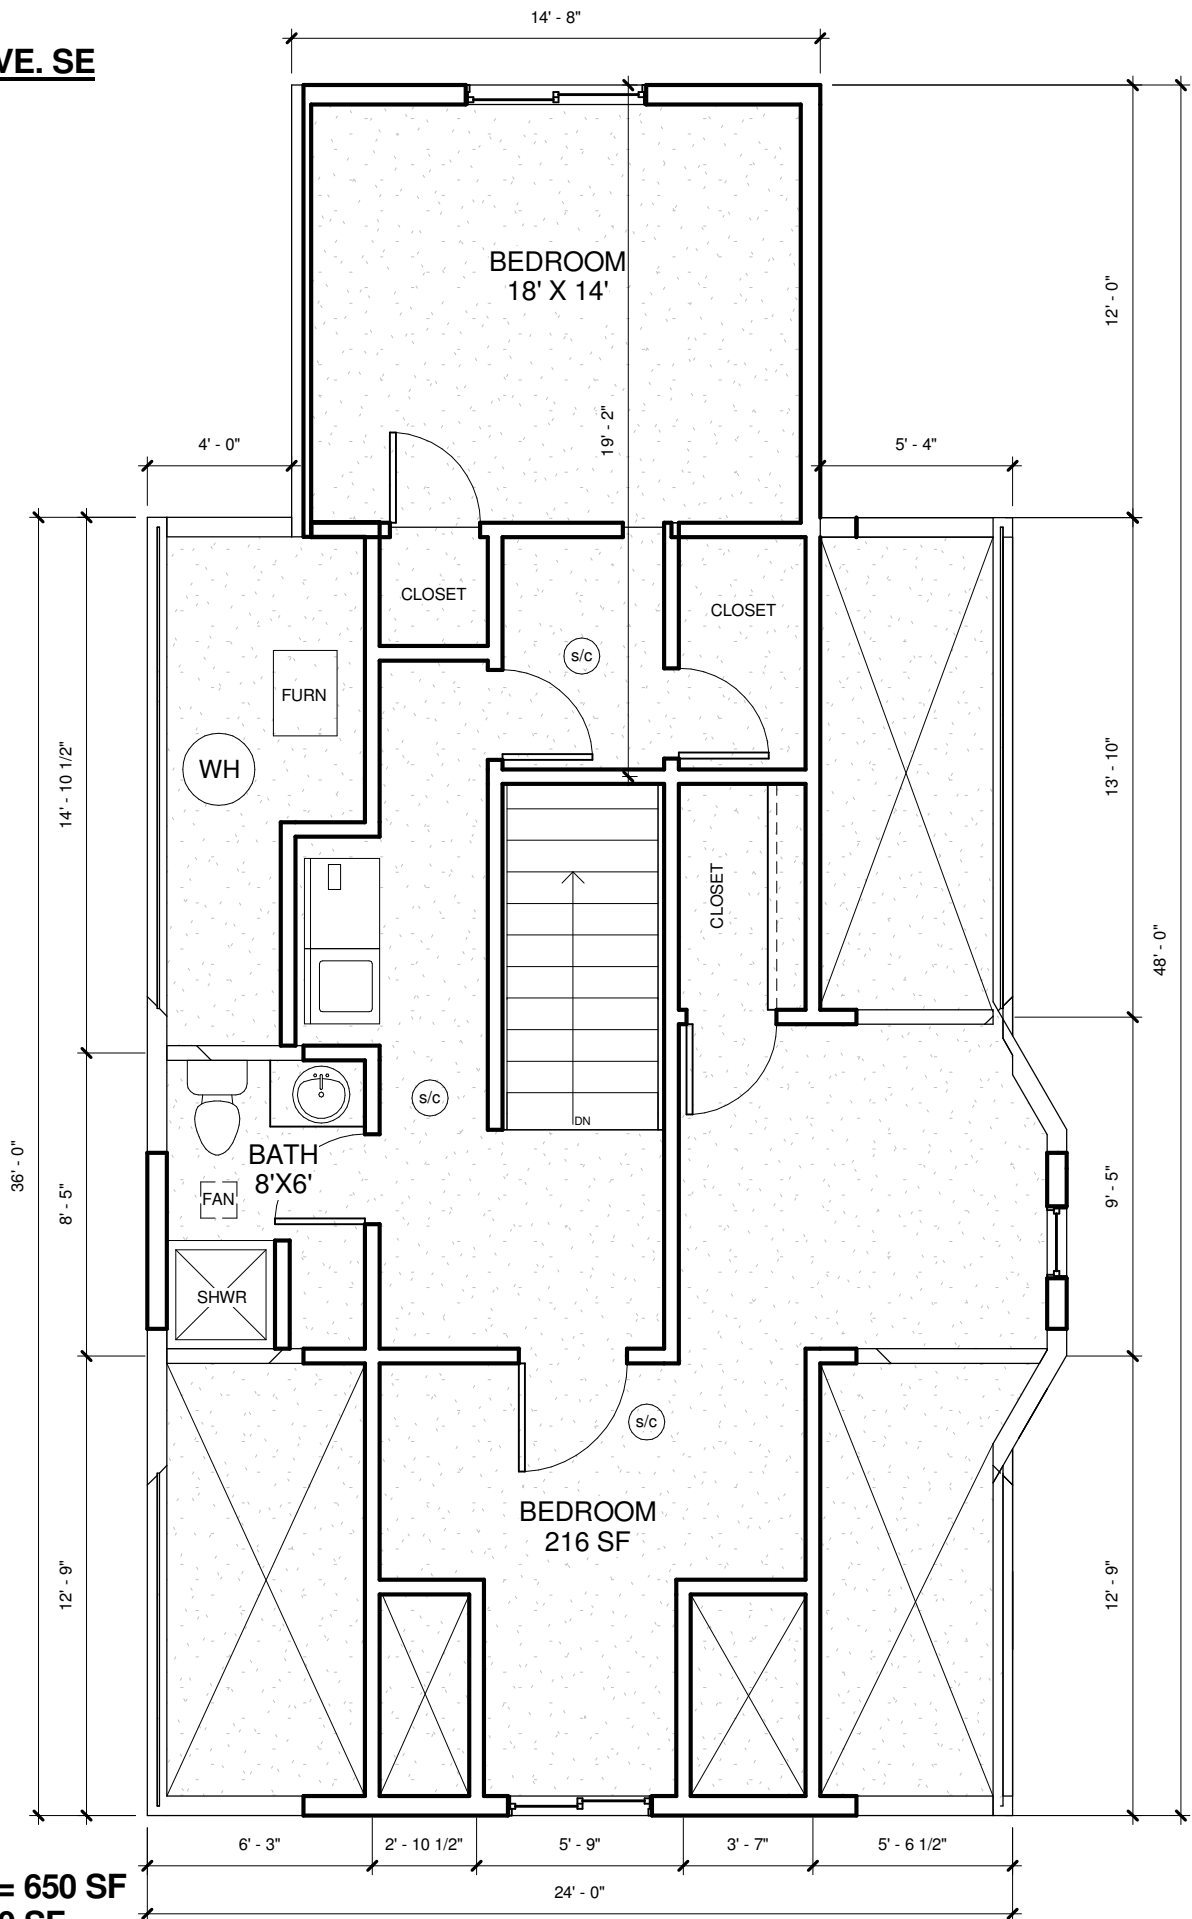 14' - 8"
VE. SE
BEDROOM
18' X 14'
12' - 0"
19' - 2"
4' - 0"
5' - 4"
CLOSET
CLOSET
s/c
FURN
WH
14' - 10 1/2"
13' - 10"
CLOSET
48' - 0"
s/c
DN
BATH
8'X6'
FAN
36' - 0"
8' - 5"
9' - 5"
SHWR
s/c
BEDROOM
216 SF
12' - 9"
12' - 9"
6' - 3"
2' - 10 1/2"
5' - 9"
3' - 7"
5' - 6 1/2"
= 650 SF
24' - 0"